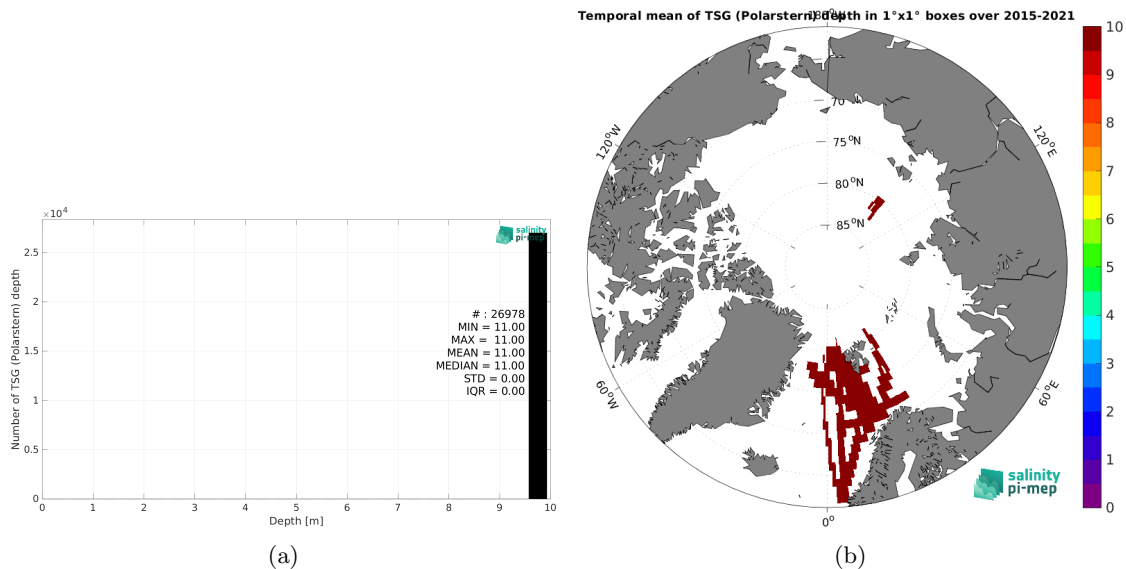 ×10⁴
2.5
2
1.5
1
0.5
0
Number of TSG (Polarstern) depth
salinity
pi-mep
# : 26978
MIN = 11.00
MAX = 11.00
MEAN = 11.00
MEDIAN = 11.00
STD = 0.00
IQR = 0.00
0 1 2 3 4 5 6 7 8 9 10
Depth [m]
(a)
Temporal mean of TSG (Polarstern) depth in 1°x1° boxes over 2015-2021
180°W
120°W
120°E
70°N
75°N
80°N
85°N
60°W
60°E
0°
10
9
8
7
6
5
4
3
2
1
0
salinity
pi-mep
(b)